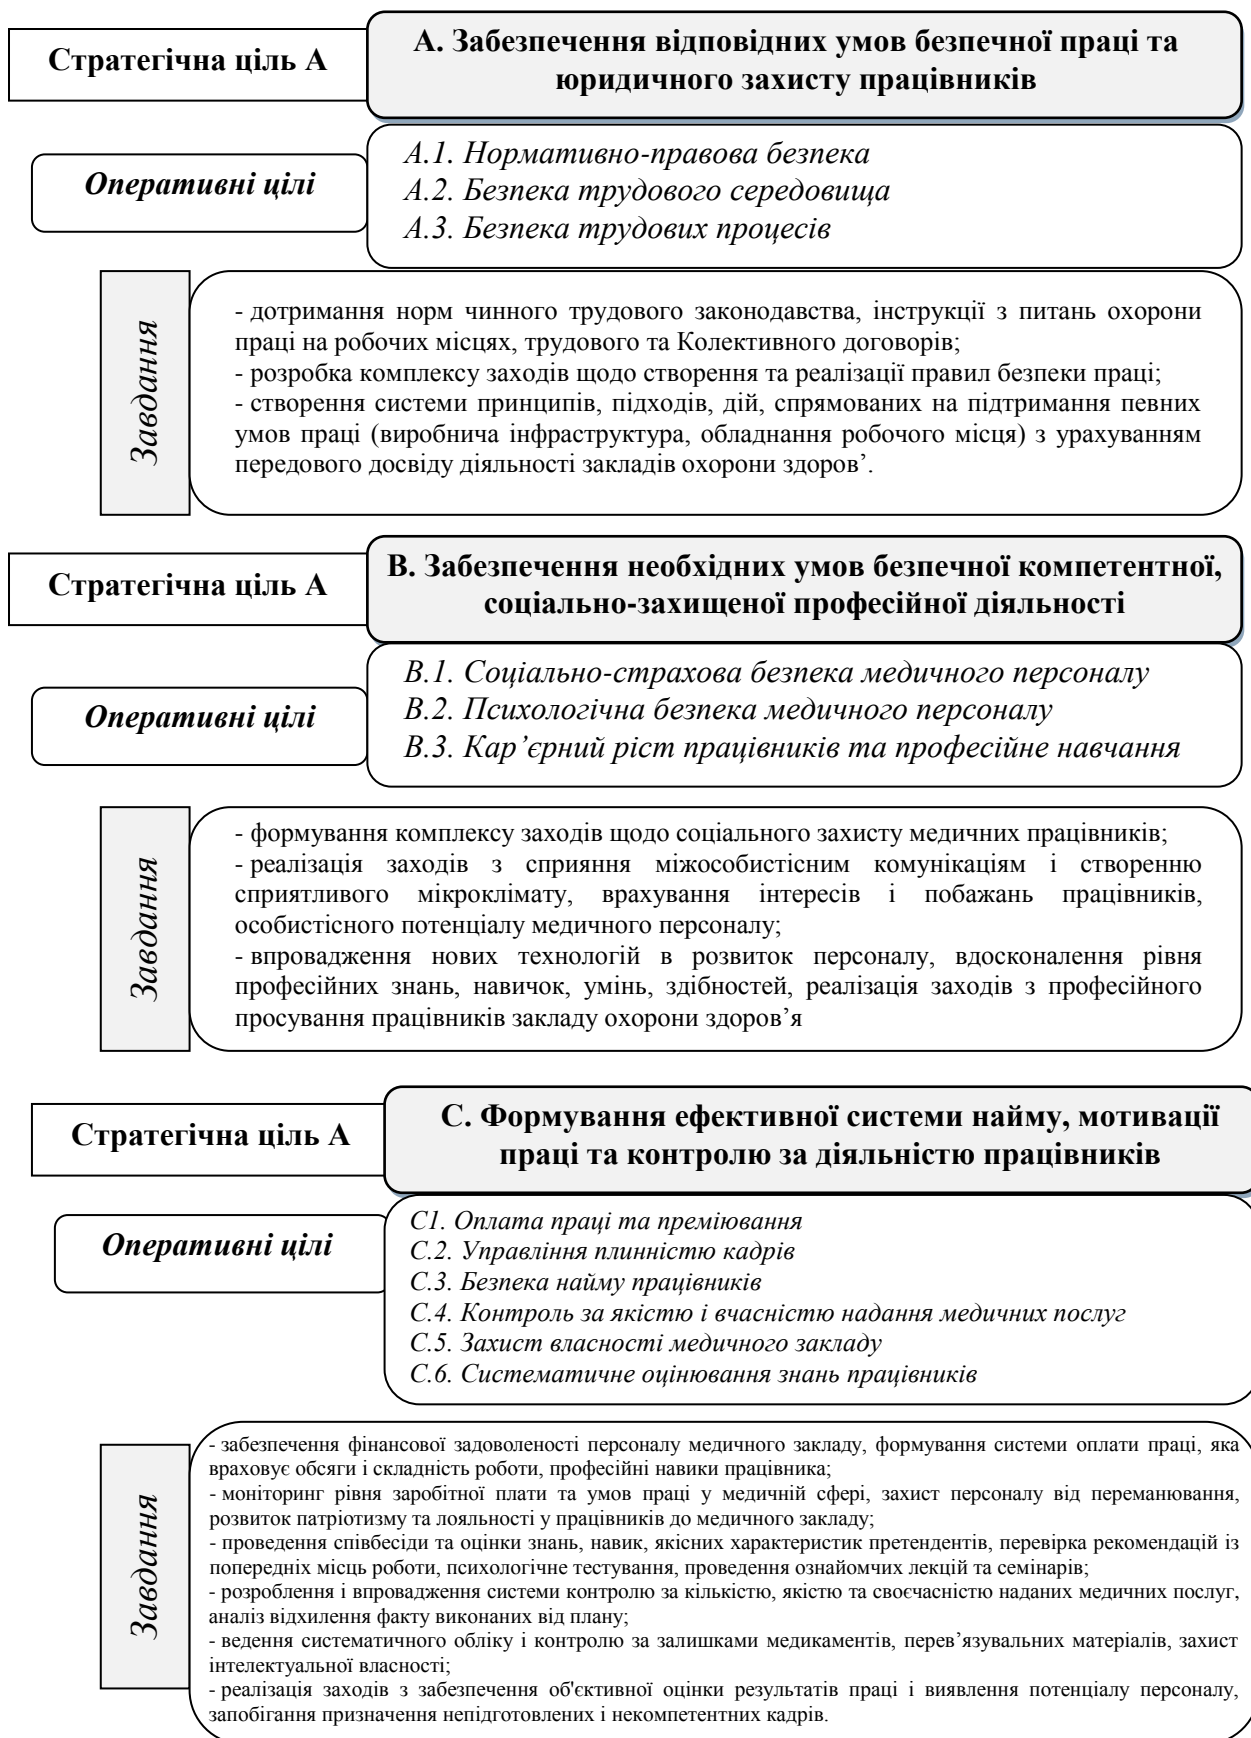 Стратегічна ціль А
А. Забезпечення відповідних умов безпечної праці та
юридичного захисту працівників
Оперативні цілі
А.1. Нормативно-правова безпека
А.2. Безпека трудового середовища
А.3. Безпека трудових процесів
Завдання
- дотримання норм чинного трудового законодавства, інструкції з питань охорони
праці на робочих місцях, трудового та Колективного договорів;
- розробка комплексу заходів щодо створення та реалізації правил безпеки праці;
- створення системи принципів, підходів, дій, спрямованих на підтримання певних
умов праці (виробнича інфраструктура, обладнання робочого місця) з урахуванням
передового досвіду діяльності закладів охорони здоров’.
Стратегічна ціль А
В. Забезпечення необхідних умов безпечної компетентної,
соціально-захищеної професійної діяльності
Оперативні цілі
В.1. Соціально-страхова безпека медичного персоналу
В.2. Психологічна безпека медичного персоналу
В.3. Кар’єрний ріст працівників та професійне навчання
Завдання
- формування комплексу заходів щодо соціального захисту медичних працівників;
- реалізація заходів з сприяння міжособистісним комунікаціям і створенню
сприятливого мікроклімату, врахування інтересів і побажань працівників,
особистісного потенціалу медичного персоналу;
- впровадження нових технологій в розвиток персоналу, вдосконалення рівня
професійних знань, навичок, умінь, здібностей, реалізація заходів з професійного
просування працівників закладу охорони здоров’я
Стратегічна ціль А
С. Формування ефективної системи найму, мотивації
праці та контролю за діяльністю працівників
Оперативні цілі
С1. Оплата праці та преміювання
С.2. Управління плинністю кадрів
С.3. Безпека найму працівників
С.4. Контроль за якістю і вчасністю надання медичних послуг
С.5. Захист власності медичного закладу
С.6. Систематичне оцінювання знань працівників
Завдання
- забезпечення фінансової задоволеності персоналу медичного закладу, формування системи оплати праці, яка
враховує обсяги і складність роботи, професійні навики працівника;
- моніторинг рівня заробітної плати та умов праці у медичній сфері, захист персоналу від переманювання,
розвиток патріотизму та лояльності у працівників до медичного закладу;
- проведення співбесіди та оцінки знань, навик, якісних характеристик претендентів, перевірка рекомендацій із
попередніх місць роботи, психологічне тестування, проведення ознайомчих лекцій та семінарів;
- розроблення і впровадження системи контролю за кількістю, якістю та своєчасністю наданих медичних послуг,
аналіз відхилення факту виконаних від плану;
- ведення систематичного обліку і контролю за залишками медикаментів, перев’язувальних матеріалів, захист
інтелектуальної власності;
- реалізація заходів з забезпечення об'єктивної оцінки результатів праці і виявлення потенціалу персоналу,
запобігання призначення непідготовлених і некомпетентних кадрів.